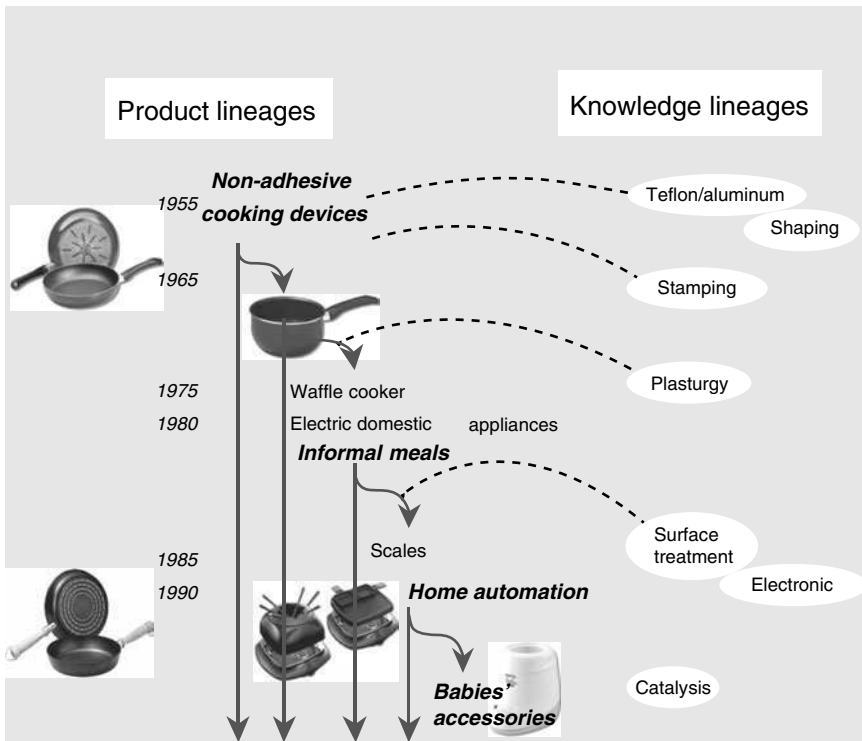 Product lineages
Knowledge lineages
Non-adhesive
cooking devices
1955
Teflon/aluminum
Shaping
1965
Stamping
Plasturgy
1975
Waffle cooker
1980
Electric domestic appliances
Informal meals
Surface
treatment
Scales
1985
Electronic
1990
Home automation
Babies'
accessories
Catalysis